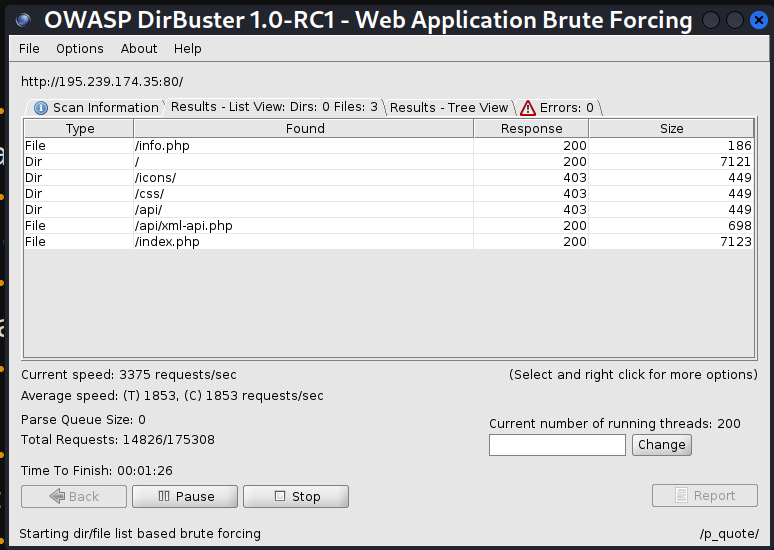 OWASP DirBuster 1.0-RC1 - Web Application Brute Forcing
File Options About Help
http://195.239.174.35:80/
Scan Information Results - List View: Dirs: 0 Files: 3 Results - Tree View Errors: 0
Type Found Response Size
File /info.php 200 186
Dir / 200 7121
Dir /icons/ 403 449
Dir /css/ 403 449
Dir /api/ 403 449
File /api/xml-api.php 200 698
File /index.php 200 7123
Current speed: 3375 requests/sec (Select and right click for more options)
Average speed: (T) 1853, (C) 1853 requests/sec
Parse Queue Size: 0 Current number of running threads: 200
Total Requests: 14826/175308 Change
Time To Finish: 00:01:26
Back Pause Stop Report
Starting dir/file list based brute forcing /p_quote/